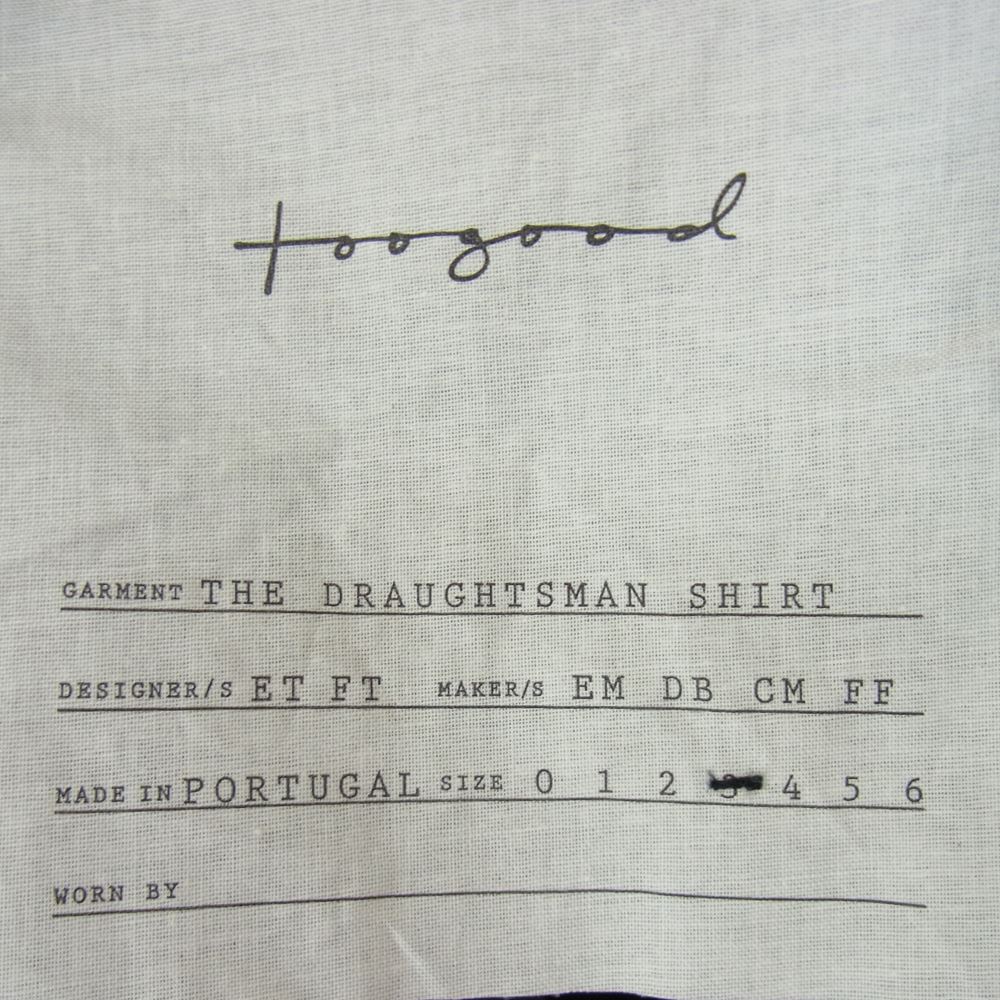 toogood
GARMENT THE DRAUGHTSMAN SHIRT
DESIGNER/S ET FT MAKER/S EM DB CM FF
MADE IN PORTUGAL SIZE 0 1 2 3 4 5 6
WORN BY